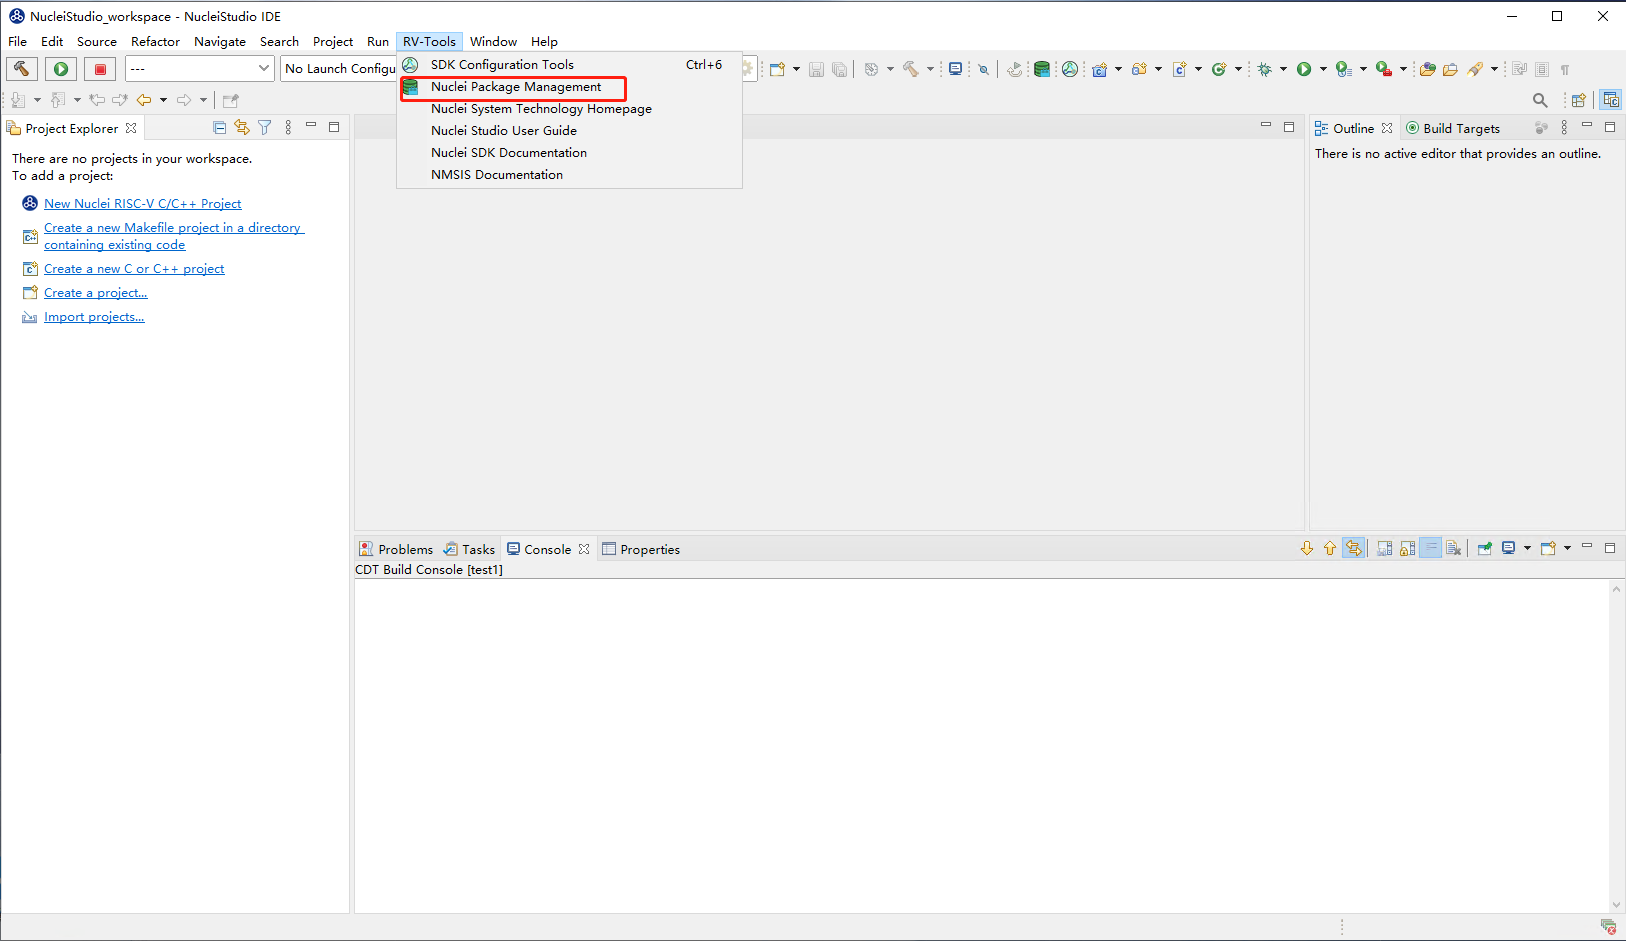 NucleiStudio_workspace - NucleiStudio IDE
File Edit Source Refactor Navigate Search Project Run RV-Tools Window Help
--- No Launch Configu
SDK Configuration Tools Ctrl+6
Nuclei Package Management
Nuclei System Technology Homepage
Nuclei Studio User Guide
Nuclei SDK Documentation
NMSIS Documentation
Project Explorer
There are no projects in your workspace.
To add a project:
New Nuclei RISC-V C/C++ Project
Create a new Makefile project in a directory
containing existing code
Create a new C or C++ project
Create a project...
Import projects...
Outline Build Targets
There is no active editor that provides an outline.
Problems Tasks Console Properties
CDT Build Console [test1]